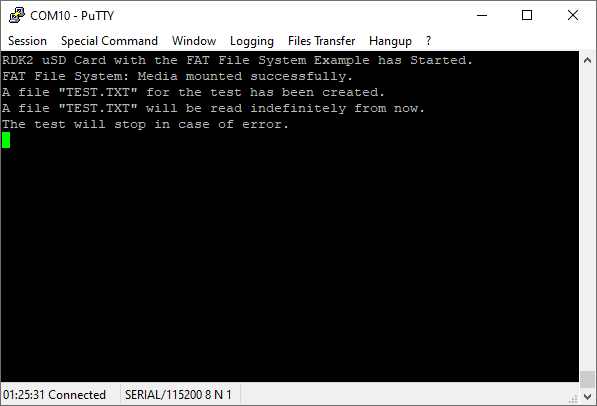 COM10 - PuTTY
Session Special Command Window Logging Files Transfer Hangup ?
RDK2 uSD Card with the FAT File System Example has Started.
FAT File System: Media mounted successfully.
A file "TEST.TXT" for the test has been created.
A file "TEST.TXT" will be read indefinitely from now.
The test will stop in case of error.
01:25:31 Connected SERIAL/115200 8 N 1